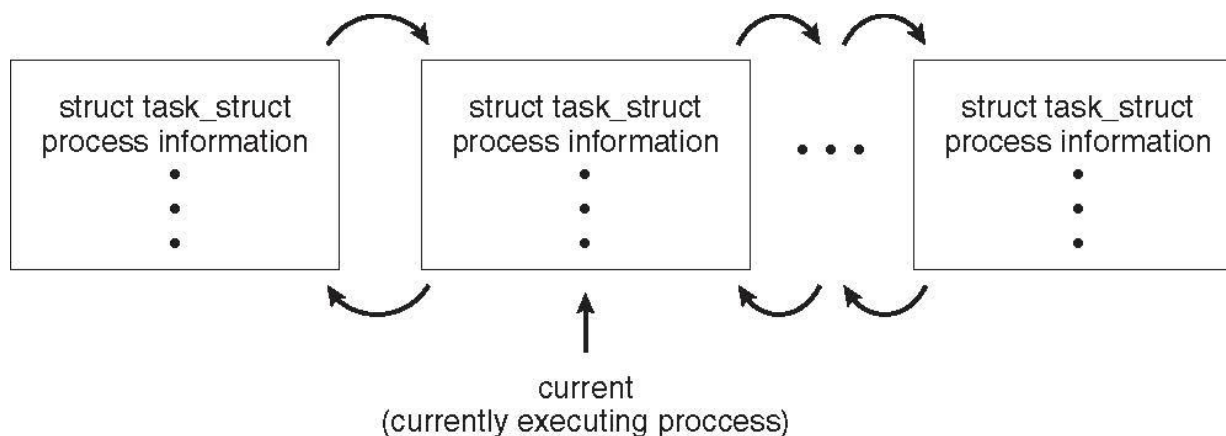 struct task_struct
process information
struct task_struct
process information
struct task_struct
process information
current
(currently executing proccess)